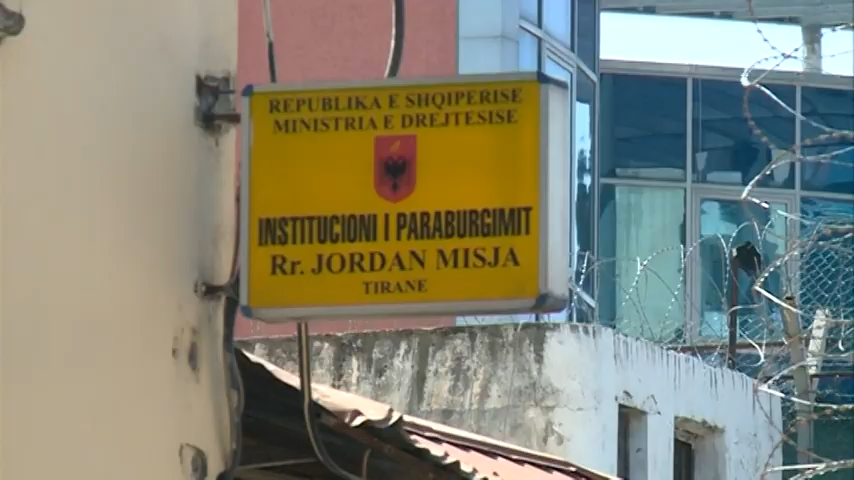 REPUBLIKA E SHQIPERISE
MINISTRIA E DREJTESISE
INSTITUCIONI I PARABURGIMIT
Rr. JORDAN MISJA
TIRANE